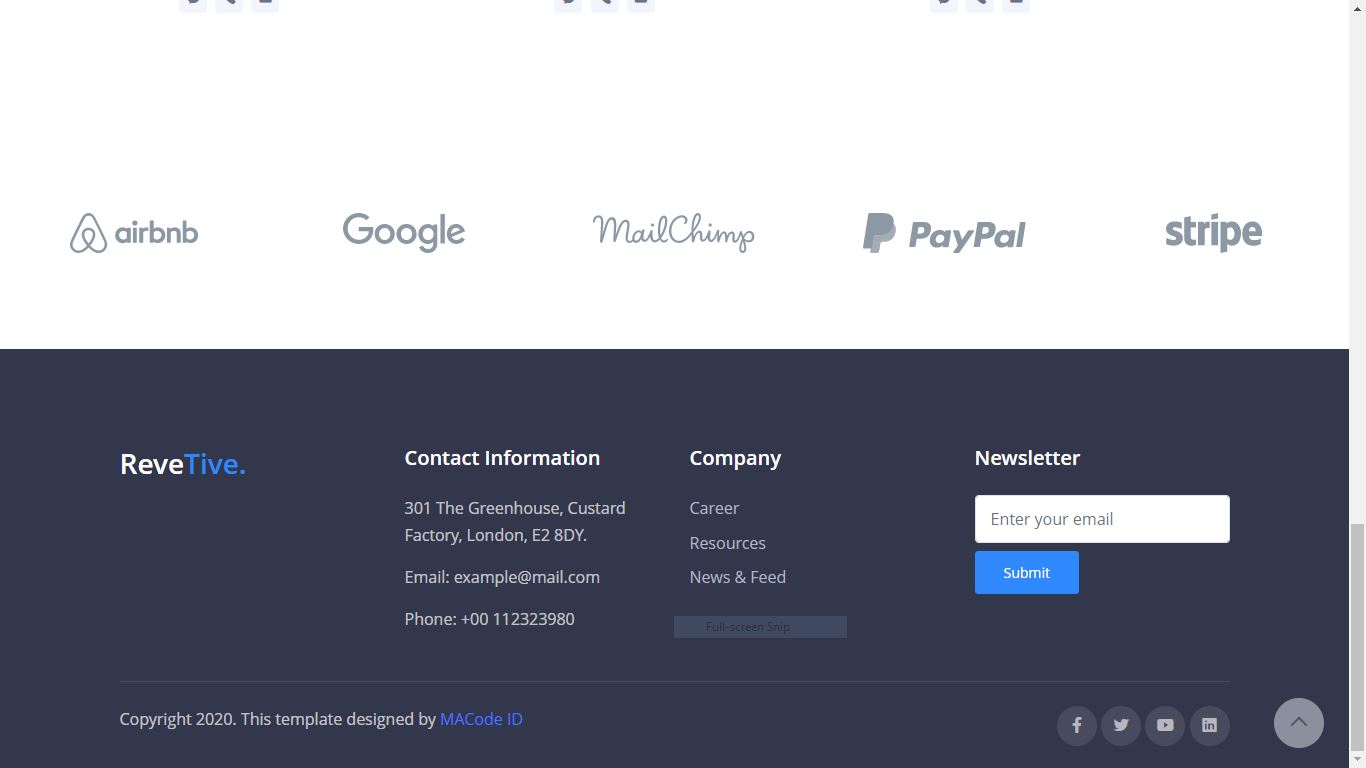 airbnb
Google
MailChimp
PayPal
stripe
ReveTive.
Contact Information
301 The Greenhouse, Custard
Factory, London, E2 8DY.
Email: example@mail.com
Phone: +00 112323980
Company
Career
Resources
News & Feed
Full-screen Snip
Newsletter
Enter your email
Submit
Copyright 2020. This template designed by MACode ID